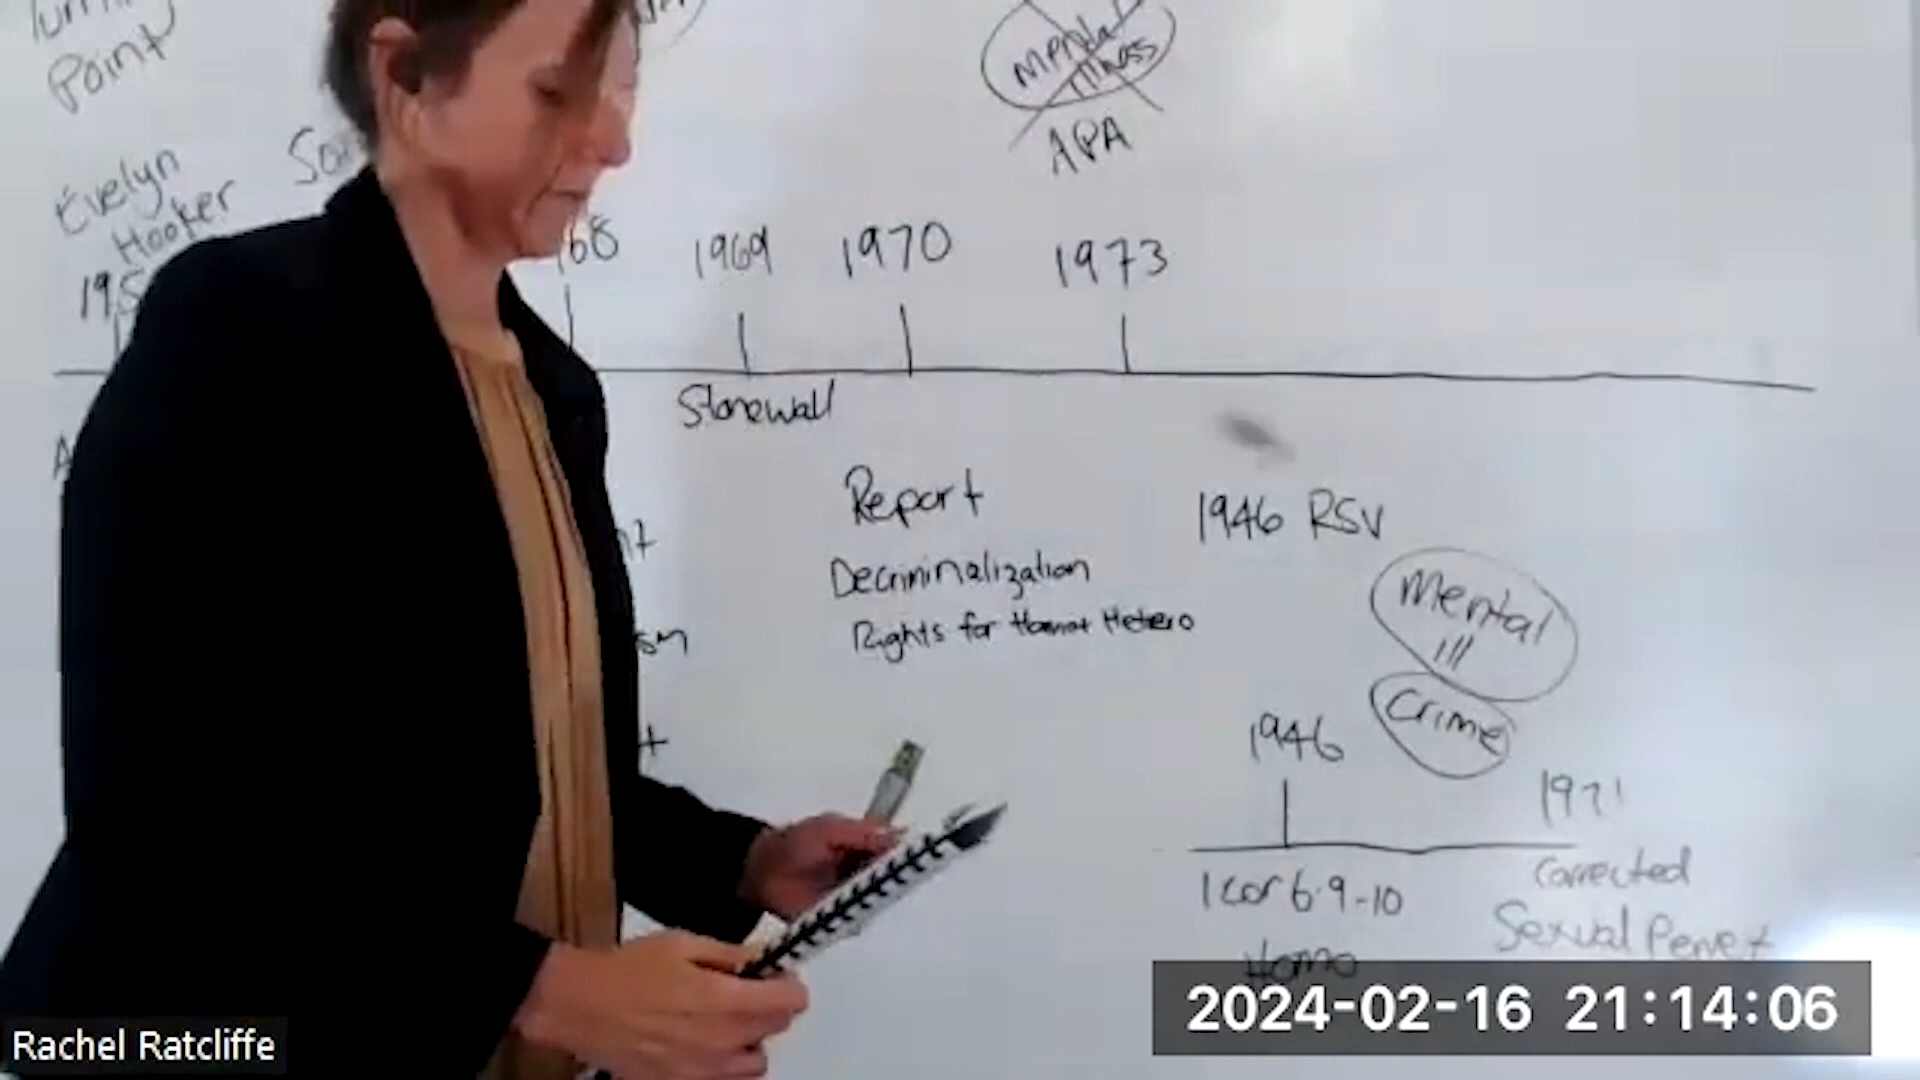 Point
Mental
Illness
APA
Evelyn
Hooker
1969
1970
1973
Stonewall
Report
Decriminalization
Rights for Homo Hetero
1946 RSV
Mental
Ill
Crime
1946
1971
1 Cor 6.9-10
Homo
Corrected
Sexual Pervert
2024-02-16 21:14:06
Rachel Ratcliffe